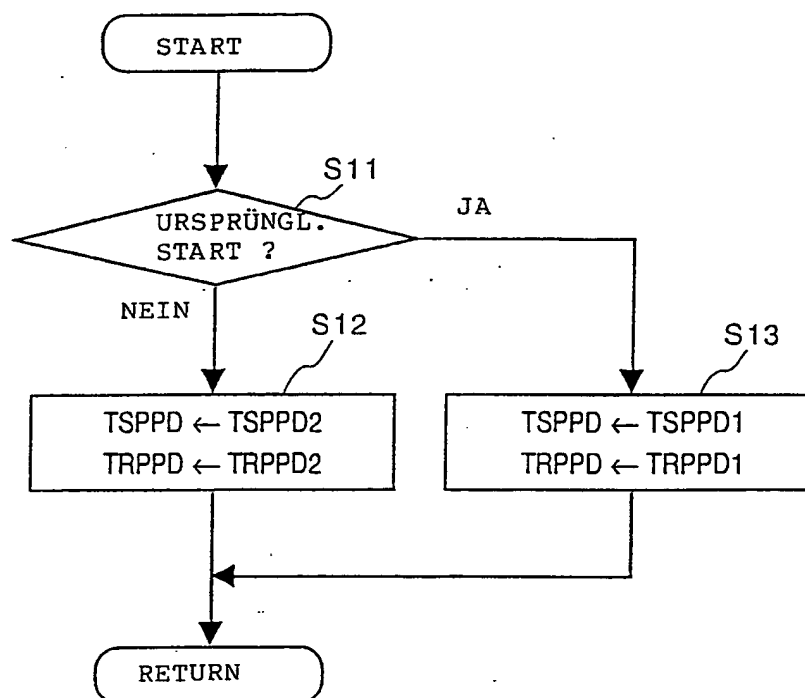 START
S11
URSPRÜNGL.
START ?
JA
NEIN
S12
TSPPD ← TSPPD2
TRPPD ← TRPPD2
S13
TSPPD ← TSPPD1
TRPPD ← TRPPD1
RETURN